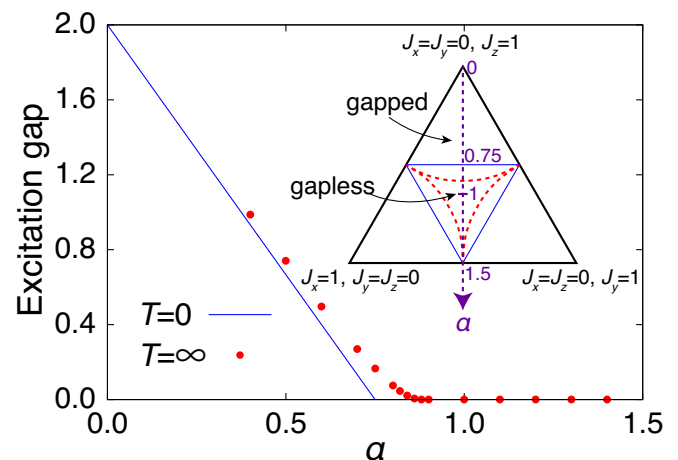 Excitation gap
2.0
1.6
1.2
0.8
0.4
0.0
0.0
0.5
1.0
1.5
α
T=0
T=∞
Jx=Jy=0, Jz=1
0
gapped
0.75
gapless
1
1.5
Jx=1, Jy=Jz=0
Jx=Jz=0, Jy=1
α